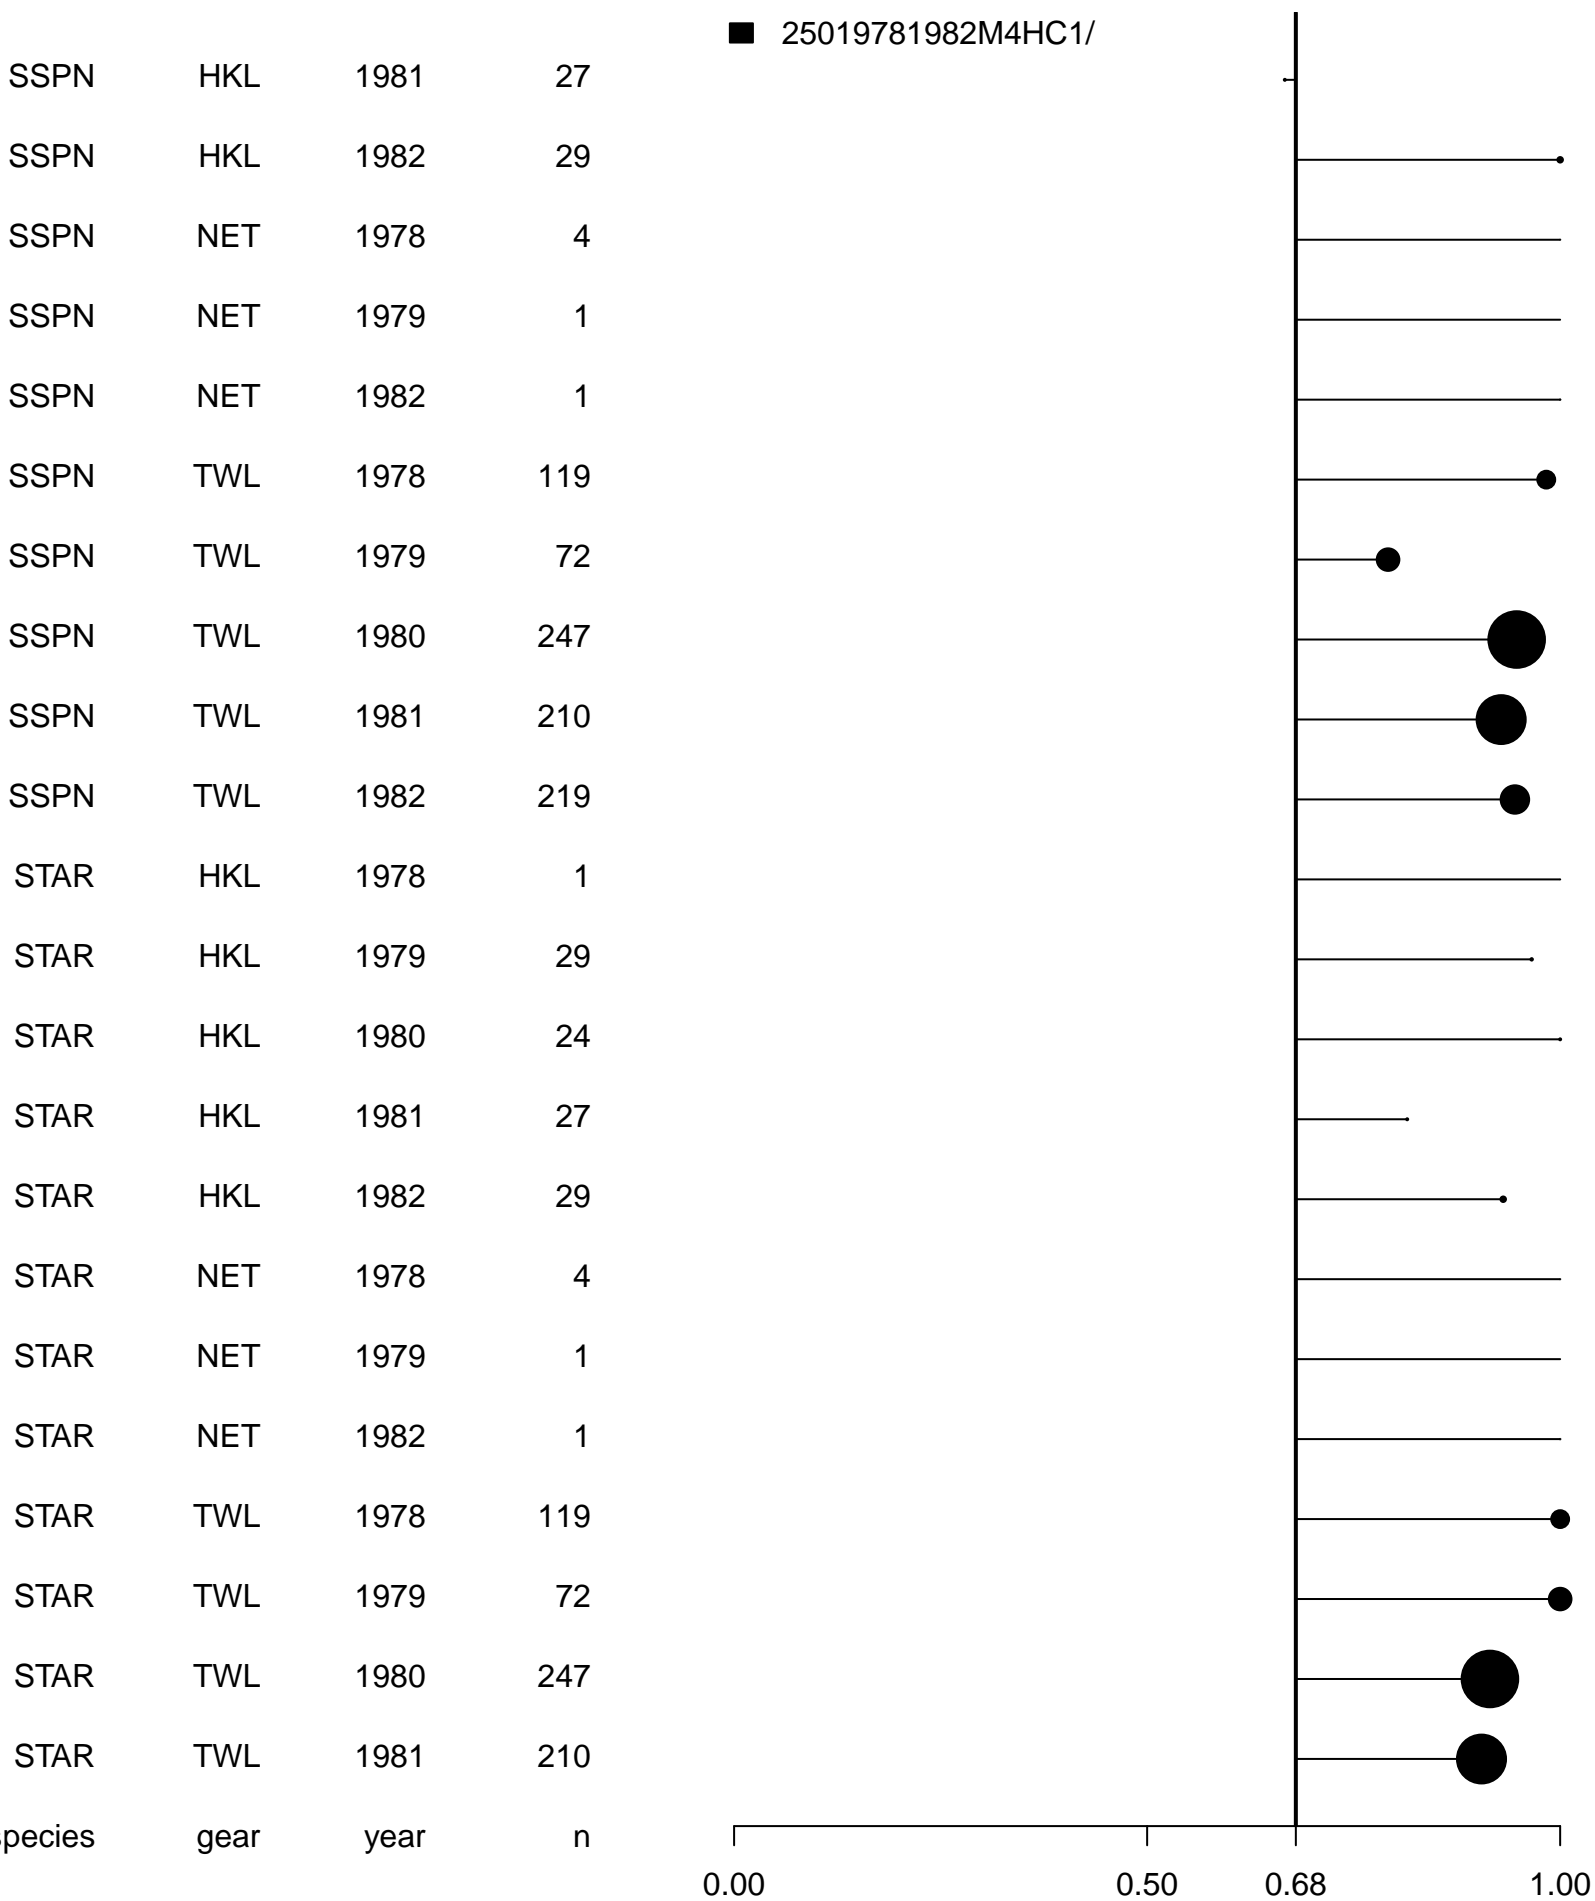 25019781982M4HC1/
SSPN HKL 1981 27
SSPN HKL 1982 29
SSPN NET 1978 4
SSPN NET 1979 1
SSPN NET 1982 1
SSPN TWL 1978 119
SSPN TWL 1979 72
SSPN TWL 1980 247
SSPN TWL 1981 210
SSPN TWL 1982 219
STAR HKL 1978 1
STAR HKL 1979 29
STAR HKL 1980 24
STAR HKL 1981 27
STAR HKL 1982 29
STAR NET 1978 4
STAR NET 1979 1
STAR NET 1982 1
STAR TWL 1978 119
STAR TWL 1979 72
STAR TWL 1980 247
STAR TWL 1981 210
species gear year n
0.00 0.50 0.68 1.00